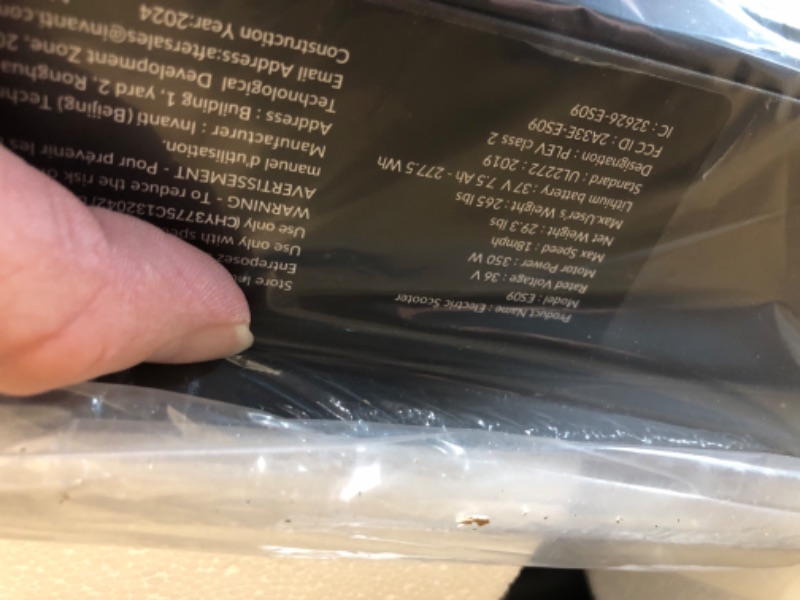 Product Name : Electric Scooter
Model : ES09
Rated Voltage : 36 V
Motor Power : 350 W
Max Speed : 18mph
Net Weight : 29.3 lbs
Max.User's Weight : 265 lbs
Lithium battery : 37V 7.5 Ah - 277.5 Wh
Standard : UL2272 : 2019
Designation : PLEV class 2
FCC ID : 2A33E-ES09
IC : 32626-ES09
Store
Entreposez
Use only with
Use only
WARNING - To reduce the risk
AVERTISSEMENT - Pour prévenir les
manuel d'utilisation.
Manufacturer : Invanti (Beijing)
Address : Building 1, yard 2,
Technological Development Zone,
Email Address:aftersales@invanti.com
Construction Year:2024